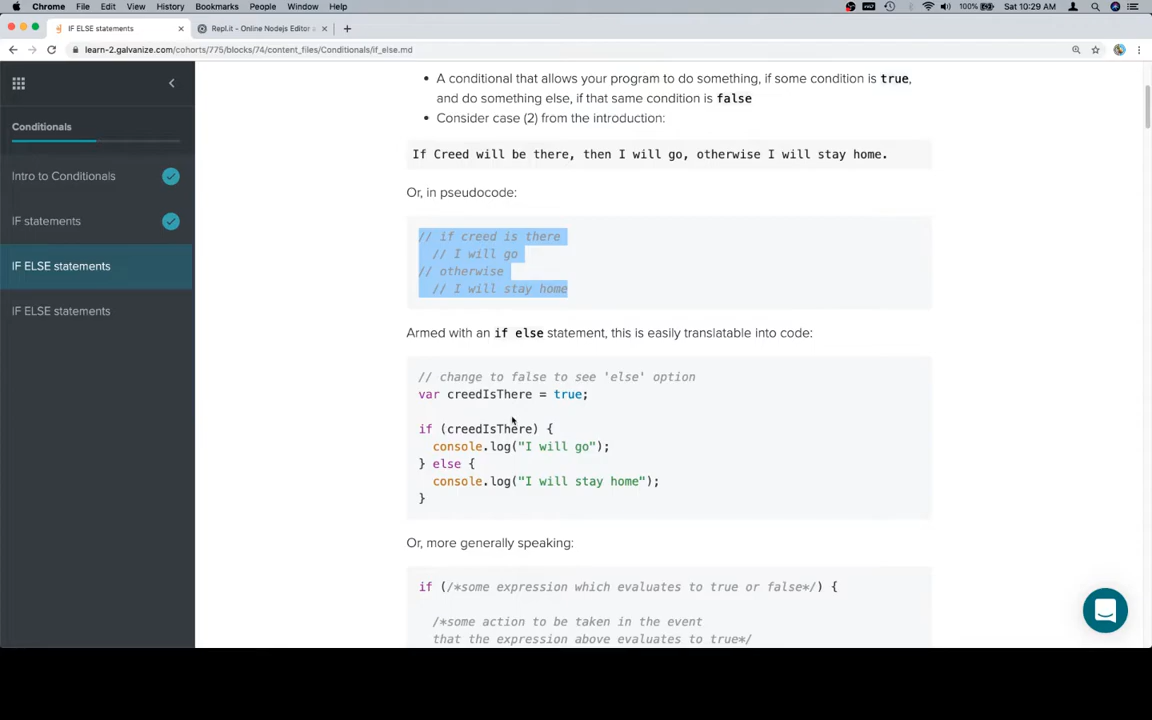 Chrome File Edit View History Bookmarks People Window Help 100% Sat 10:29 AM
IF ELSE statements × Repl.it - Online Nodejs Editor × +
learn-2.galvanize.com/cohorts/775/blocks/74/content_files/Conditionals/if_else.md
Conditionals
Intro to Conditionals
IF statements
IF ELSE statements
IF ELSE statements
• A conditional that allows your program to do something, if some condition is true,
and do something else, if that same condition is false
• Consider case (2) from the introduction:
If Creed will be there, then I will go, otherwise I will stay home.
Or, in pseudocode:
// if creed is there
// I will go
// otherwise
// I will stay home
Armed with an if else statement, this is easily translatable into code:
// change to false to see 'else' option
var creedIsThere = true;
if (creedIsThere) {
console.log("I will go");
} else {
console.log("I will stay home");
}
Or, more generally speaking:
if (/*some expression which evaluates to true or false*/) {
/*some action to be taken in the event
that the expression above evaluates to true*/